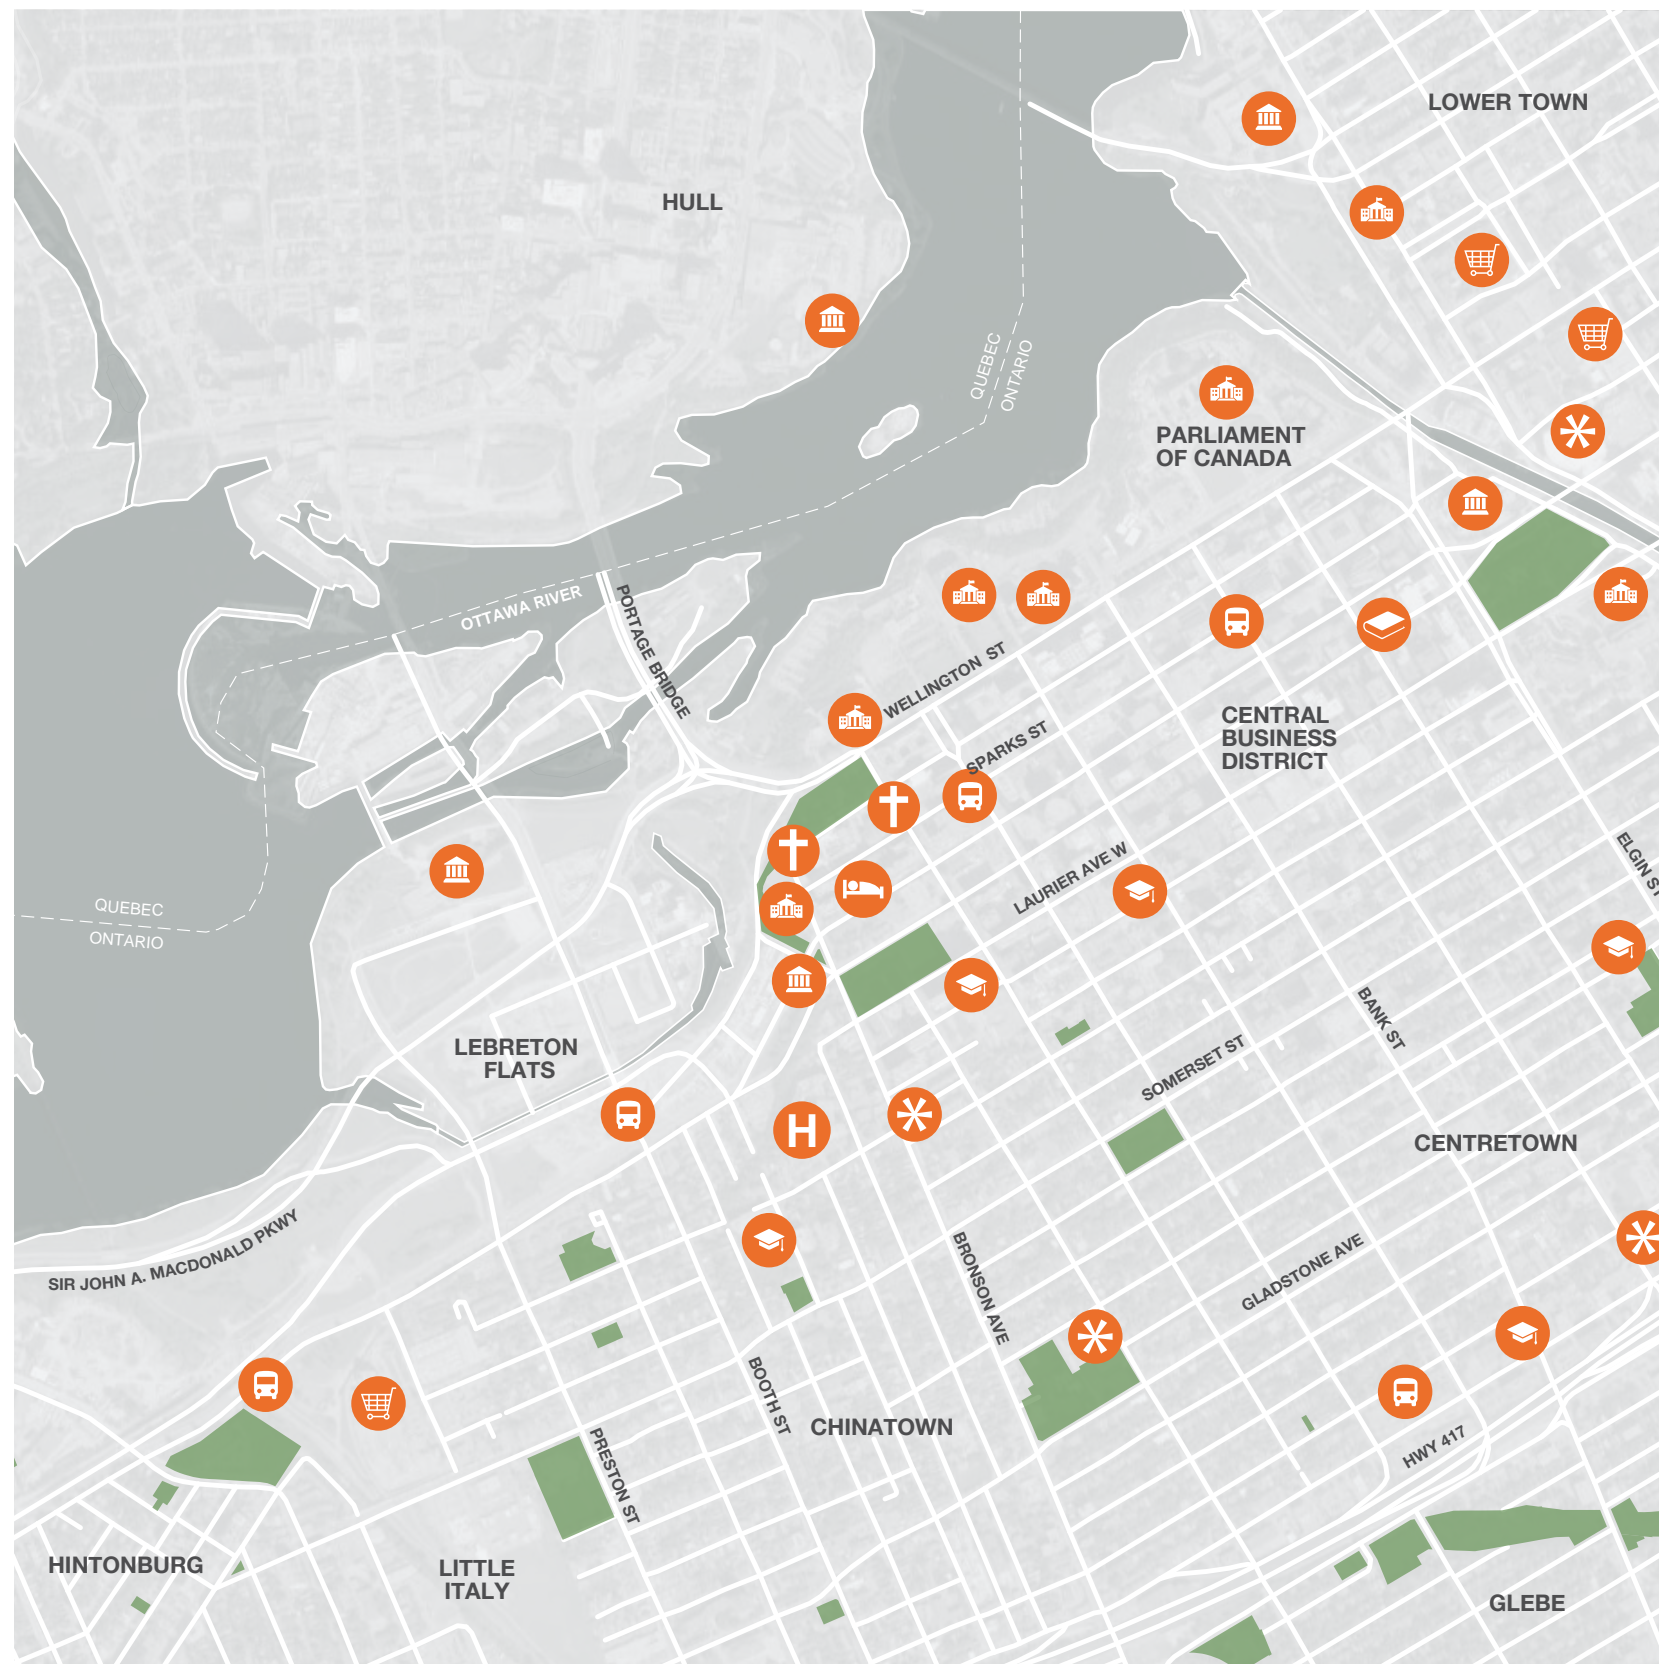 LOWER TOWN
HULL
QUEBEC
ONTARIO
PARLIAMENT
OF CANADA
OTTAWA RIVER
PORTAGE BRIDGE
WELLINGTON ST
SPARKS ST
CENTRAL
BUSINESS
DISTRICT
LAURIER AVE W
ELGIN ST
QUEBEC
ONTARIO
LEBRETON
FLATS
BANK ST
SOMERSET ST
H
CENTRETOWN
SIR JOHN A. MACDONALD PKWY
BRONSON AVE
GLADSTONE AVE
BOOTH ST
CHINATOWN
PRESTON ST
HWY 417
HINTONBURG
LITTLE
ITALY
GLEBE